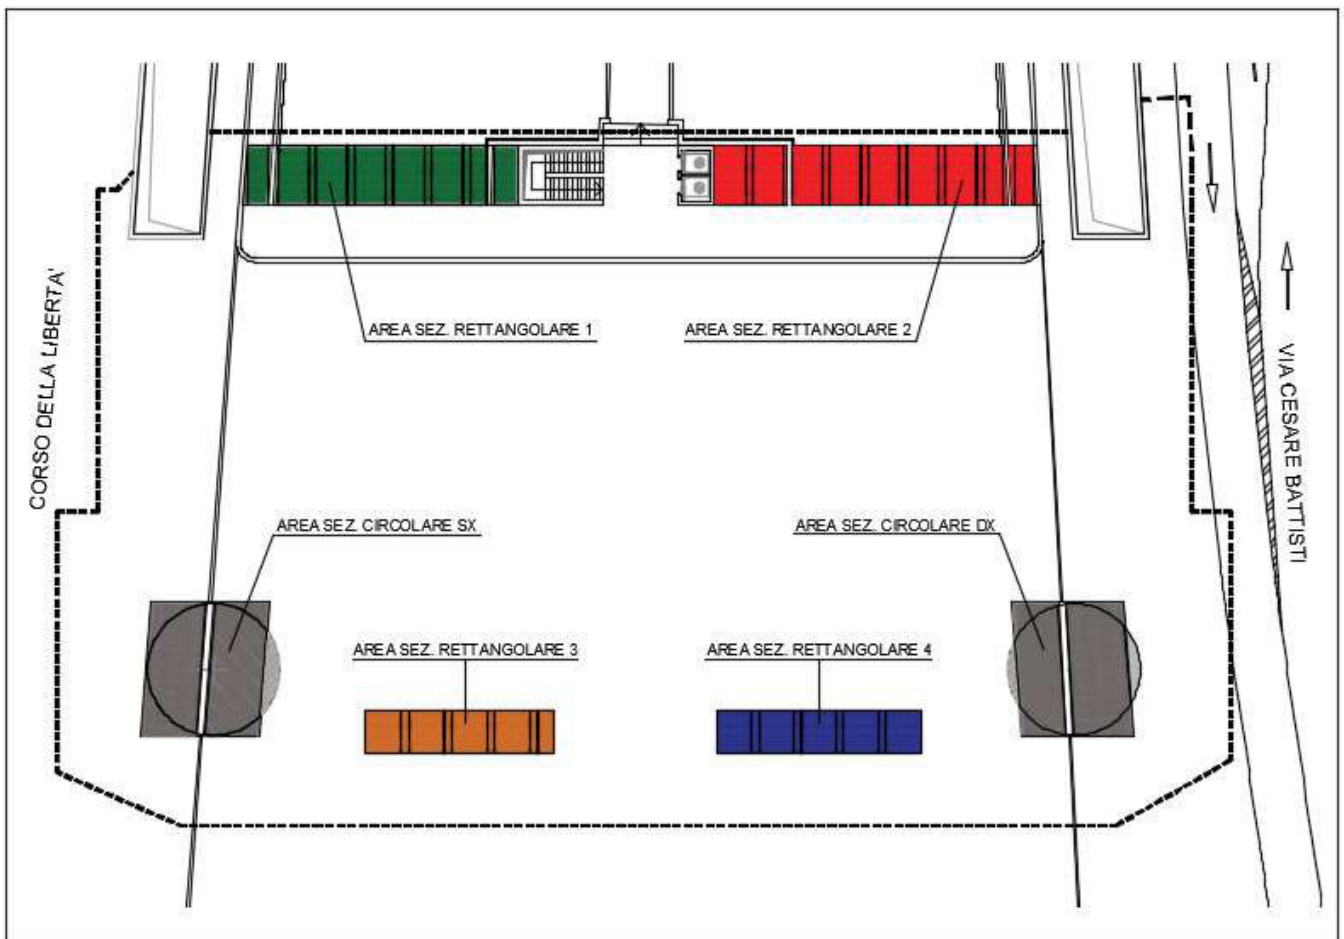 AREA SEZ. RETTANGOLARE 1
AREA SEZ. RETTANGOLARE 2
CORSO DELLA LIBERTA'
VIA CESARE BATTISTI
AREA SEZ. CIRCOLARE SX
AREA SEZ. CIRCOLARE DX
AREA SEZ. RETTANGOLARE 3
AREA SEZ. RETTANGOLARE 4